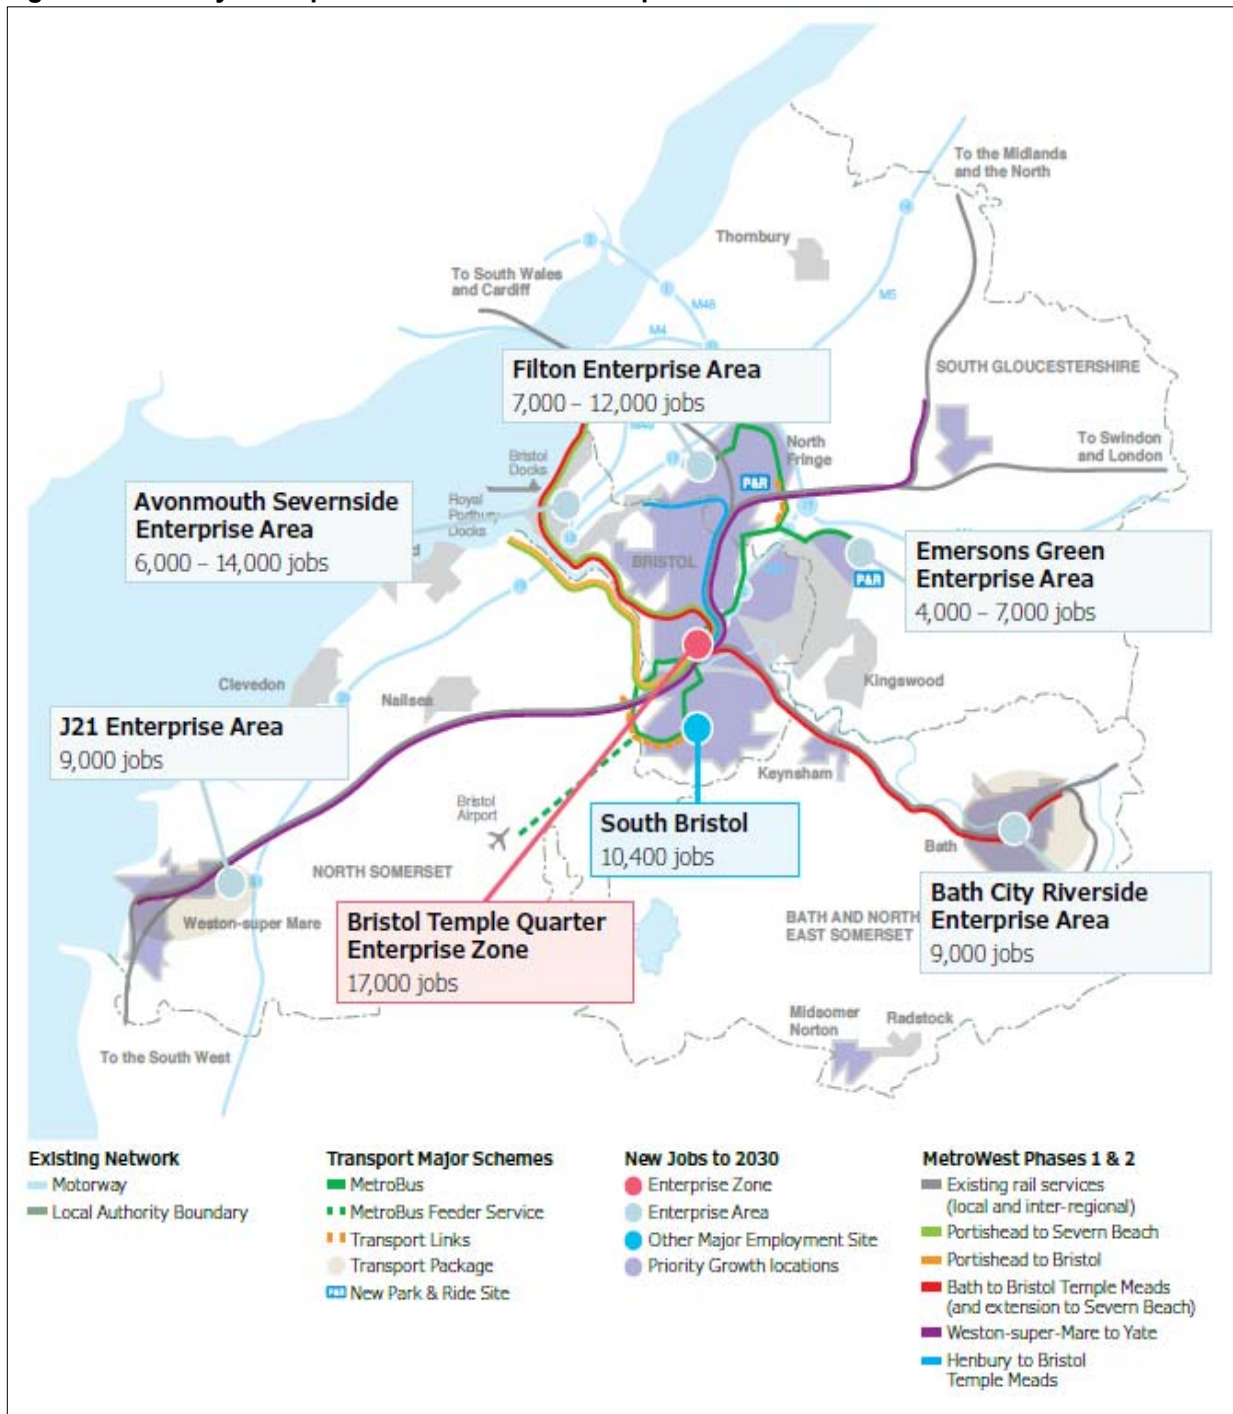 To the Midlands
and the North
Thornbury
To South Wales
and Cardiff
M5
M48
M4
Filton Enterprise Area
7,000 – 12,000 jobs
SOUTH GLOUCESTERSHIRE
North
Fringe
To Swindon
and London
Bristol
Docks
P&R
Avonmouth Severnside
Enterprise Area
6,000 – 14,000 jobs
Royal
Portbury
Docks
BRISTOL
Emersons Green
Enterprise Area
4,000 – 7,000 jobs
P&R
Clevedon
Nailsea
Kingswood
J21 Enterprise Area
9,000 jobs
Keynsham
Bristol
Airport
South Bristol
10,400 jobs
Bath
NORTH SOMERSET
Weston-super Mare
Bristol Temple Quarter
Enterprise Zone
17,000 jobs
BATH AND NORTH
EAST SOMERSET
Bath City Riverside
Enterprise Area
9,000 jobs
Midsomer
Norton
Radstock
To the South West
Existing Network
Motorway
Local Authority Boundary
Transport Major Schemes
MetroBus
MetroBus Feeder Service
Transport Links
Transport Package
P&R New Park & Ride Site
New Jobs to 2030
Enterprise Zone
Enterprise Area
Other Major Employment Site
Priority Growth locations
MetroWest Phases 1 & 2
Existing rail services
(local and inter-regional)
Portishead to Severn Beach
Portishead to Bristol
Bath to Bristol Temple Meads
(and extension to Severn Beach)
Weston-super-Mare to Yate
Henbury to Bristol
Temple Meads